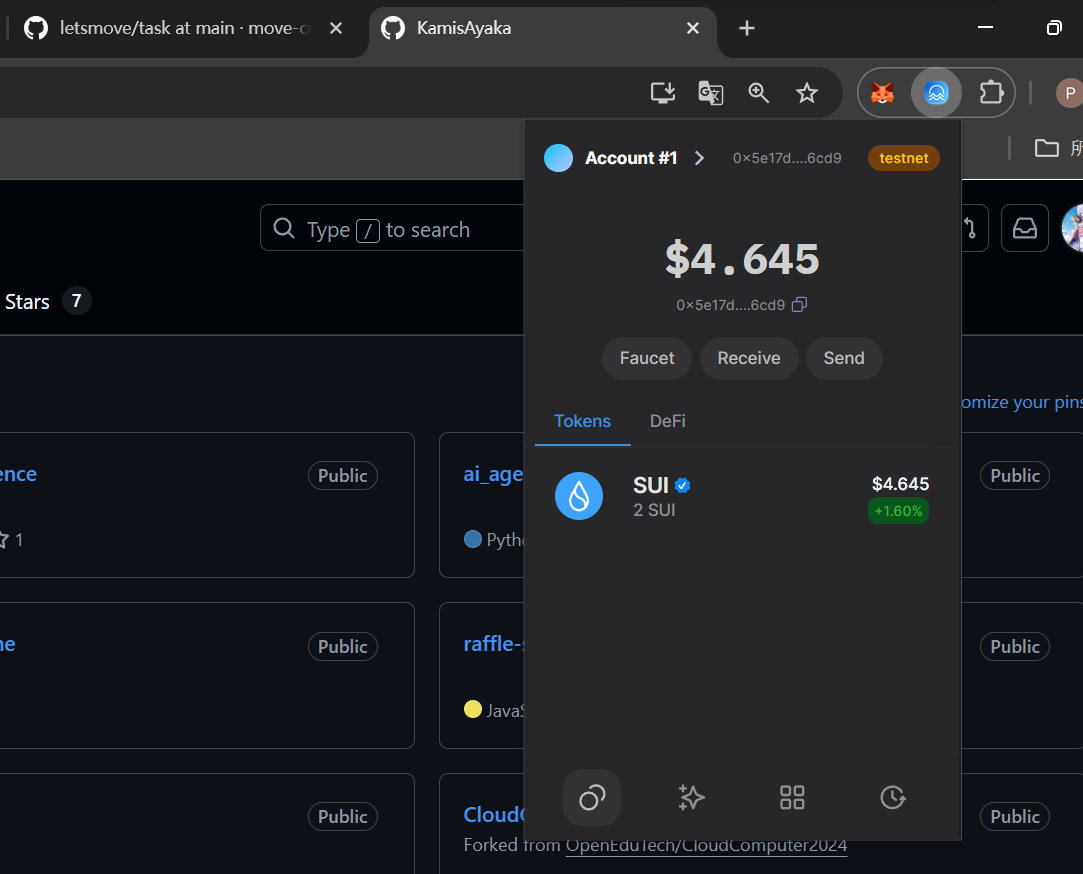 letsmove/task at main · move-c
KamisAyaka
P
所
Account #1
0×5e17d....6cd9
testnet
Type / to search
$4.645
0×5e17d....6cd9
Stars 7
Faucet
Receive
Send
omize your pins
Tokens
DeFi
ence
Public
ai_age
Public
SUI
$4.645
2 SUI
+1.60%
1
Pytho
ne
Public
raffle-s
Public
JavaS
Public
CloudC
Public
Forked from OpenEduTech/CloudComputer2024